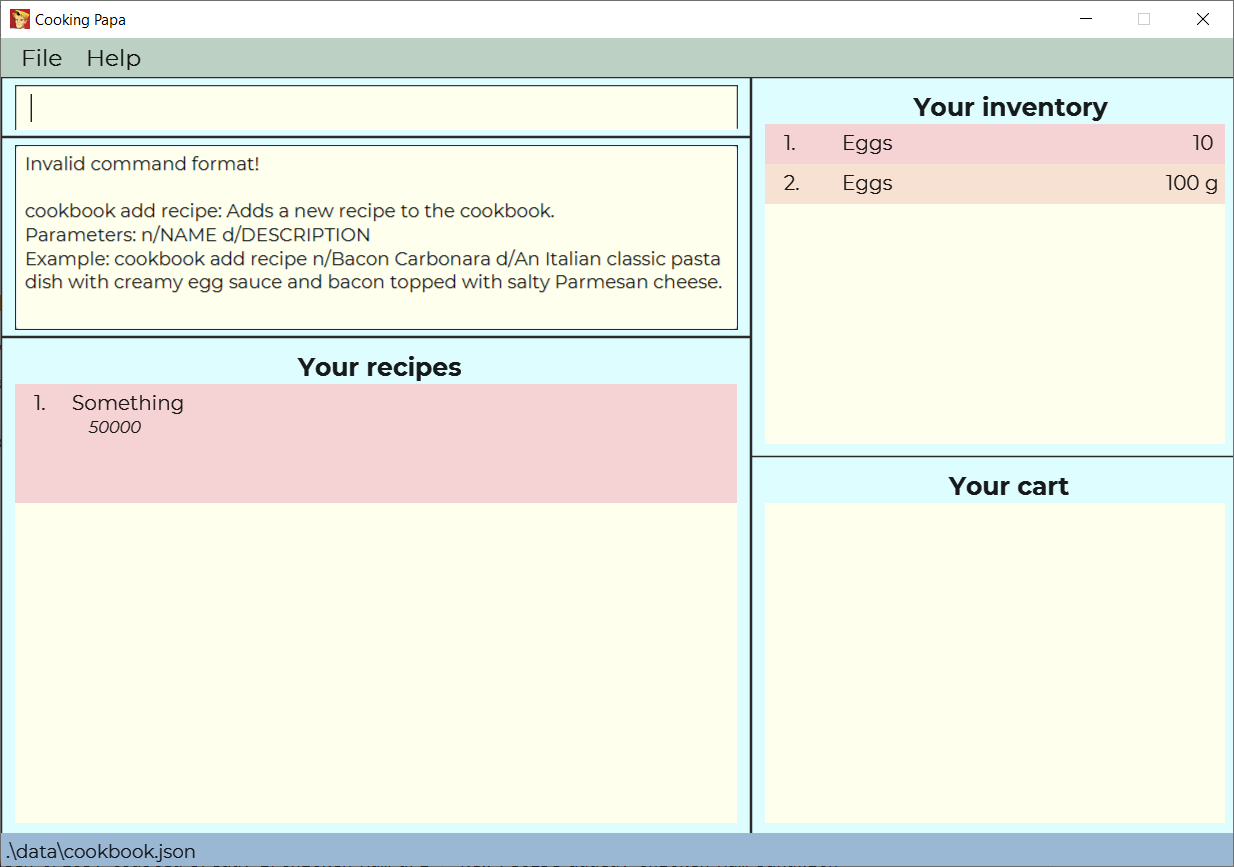 Cooking Papa
File Help
Invalid command format!
cookbook add recipe: Adds a new recipe to the cookbook.
Parameters: n/NAME d/DESCRIPTION
Example: cookbook add recipe n/Bacon Carbonara d/An Italian classic pasta
dish with creamy egg sauce and bacon topped with salty Parmesan cheese.
Your recipes
1. Something
50000
Your inventory
1. Eggs 10
2. Eggs 100 g
Your cart
.\data\cookbook.json